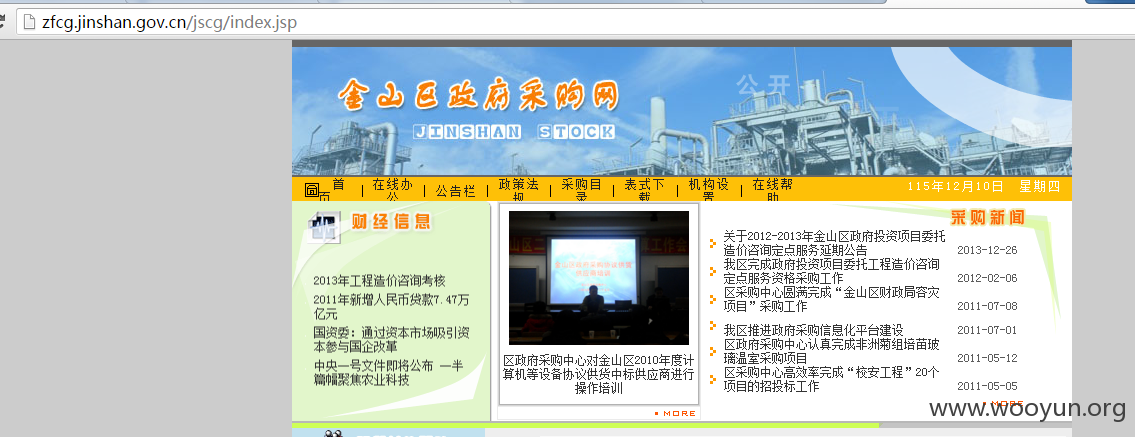 zfcg.jinshan.gov.cn/jscg/index.jsp
金山区政府采购网
JINSHAN STOCK
公开
首页 | 在线办公 | 公告栏 | 政策法规 | 采购目录 | 表式下载 | 机构设置 | 在线帮助
115年12月10日 星期四
财经信息
2013年工程造价咨询考核
2011年新增人民币贷款7.47万
亿元
国资委：通过资本市场吸引资
本参与国企改革
中央一号文件即将公布 一半
篇幅聚焦农业科技
区政府采购中心对金山区2010年度计
算机等设备协议供货中标供应商进行
操作培训
MORE
采购新闻
关于2012-2013年金山区政府投资项目委托
造价咨询定点服务延期公告 2013-12-26
我区完成政府投资项目委托工程造价咨询
定点服务资格采购工作 2012-02-06
区采购中心圆满完成“金山区财政局容灾
项目”采购工作 2011-07-08
我区推进政府采购信息化平台建设 2011-07-01
区政府采购中心认真完成非洲菊组培苗玻
璃温室采购项目 2011-05-12
区采购中心高效率完成“校安工程”20个
项目的招投标工作 2011-05-05
MORE
www.wooyun.org